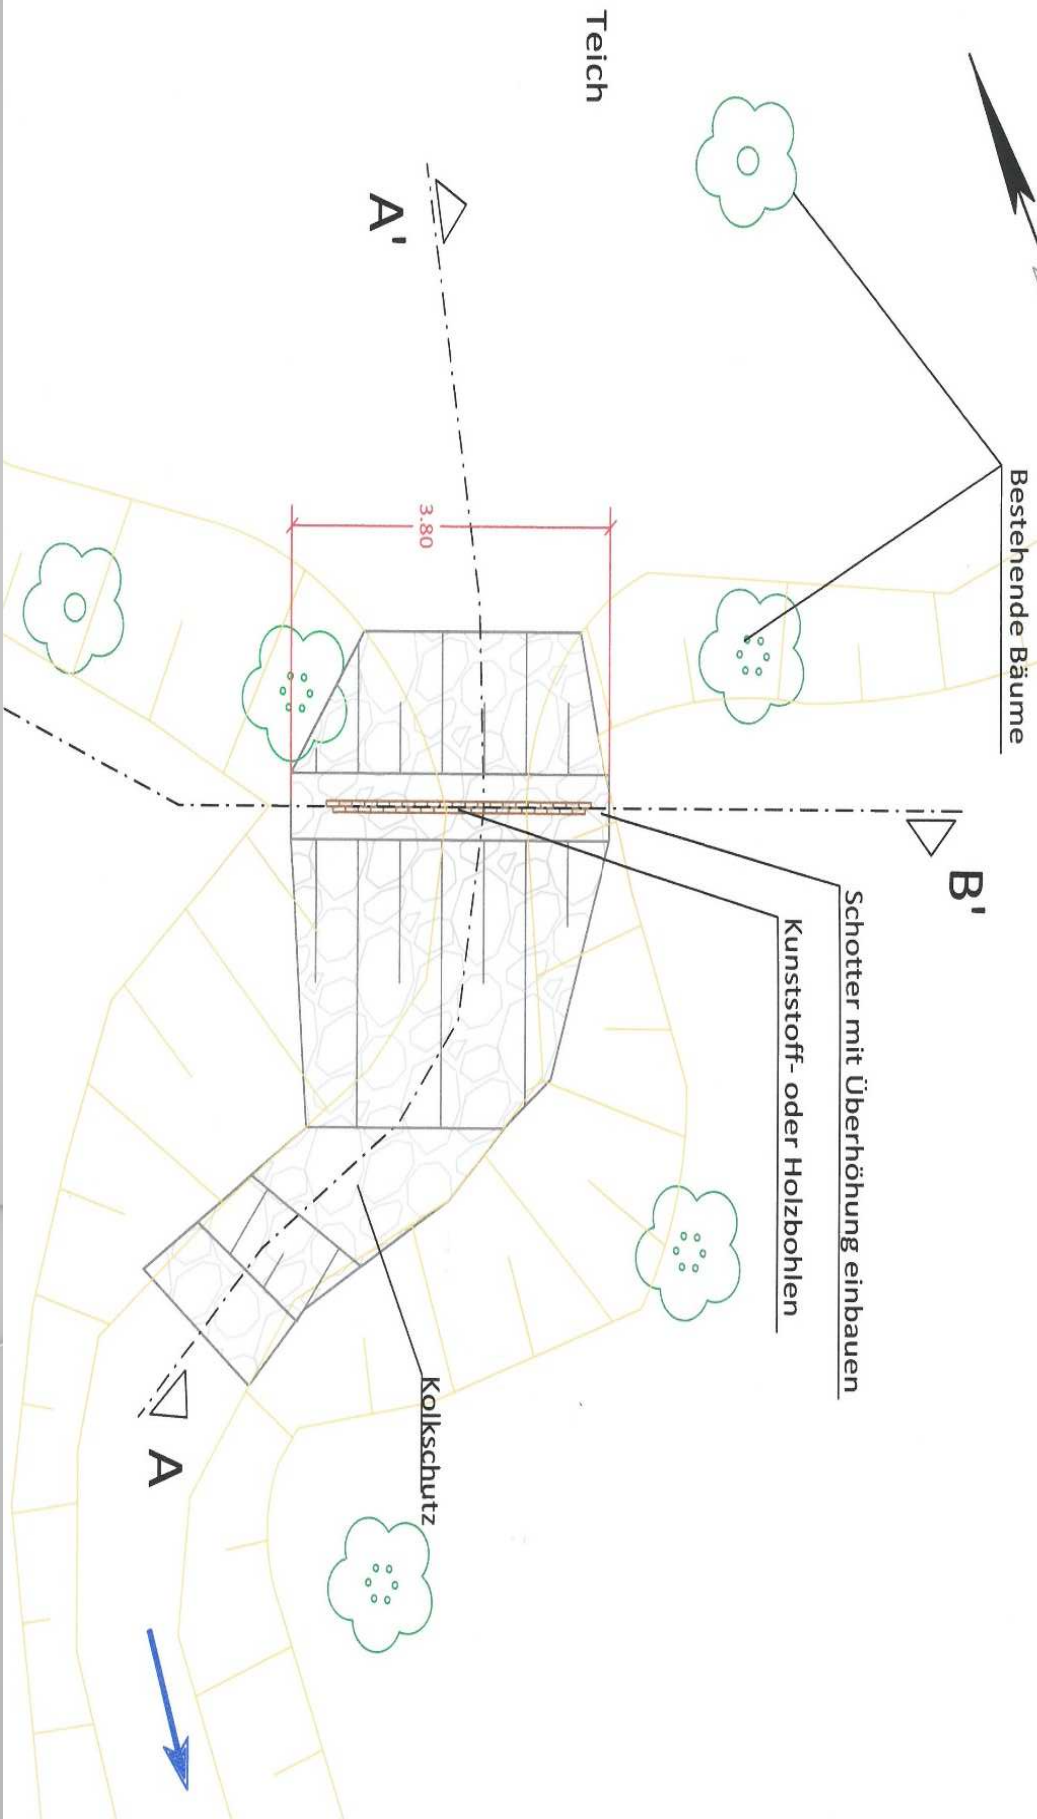 Teich
Bestehende Bäume
A'
3.80
B'
Schotter mit Überhöhung einbauen
Kunststoff- oder Holzbohlen
Kolkschutz
A